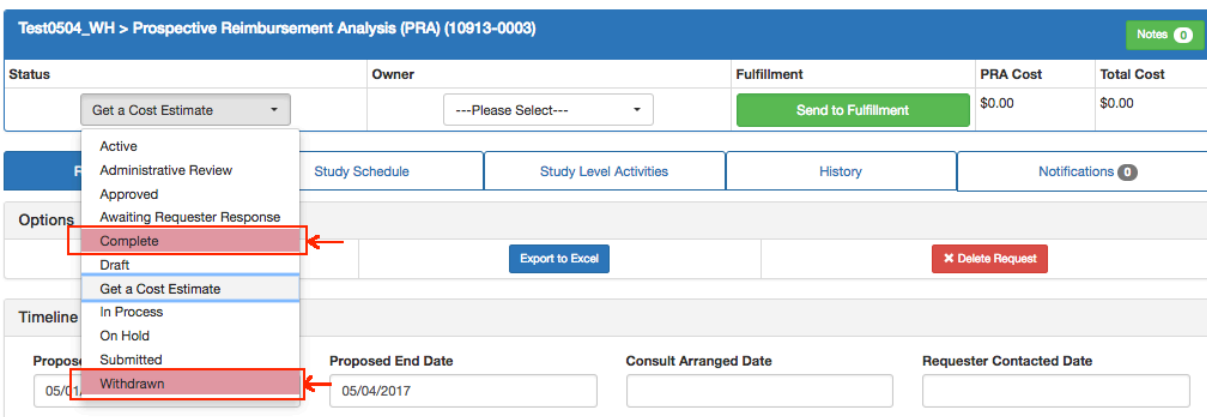 Test0504_WH > Prospective Reimbursement Analysis (PRA) (10913-0003)
Notes 0
Status Owner Fulfillment PRA Cost Total Cost
Get a Cost Estimate ---Please Select--- Send to Fulfillment $0.00 $0.00
Active
Administrative Review
Approved
Awaiting Requester Response
Complete
Draft
Get a Cost Estimate
In Process
On Hold
Submitted
Withdrawn
Study Schedule Study Level Activities History Notifications 0
Options
Export to Excel ✖ Delete Request
Timeline
Proposed End Date Consult Arranged Date Requester Contacted Date
05/04/2017